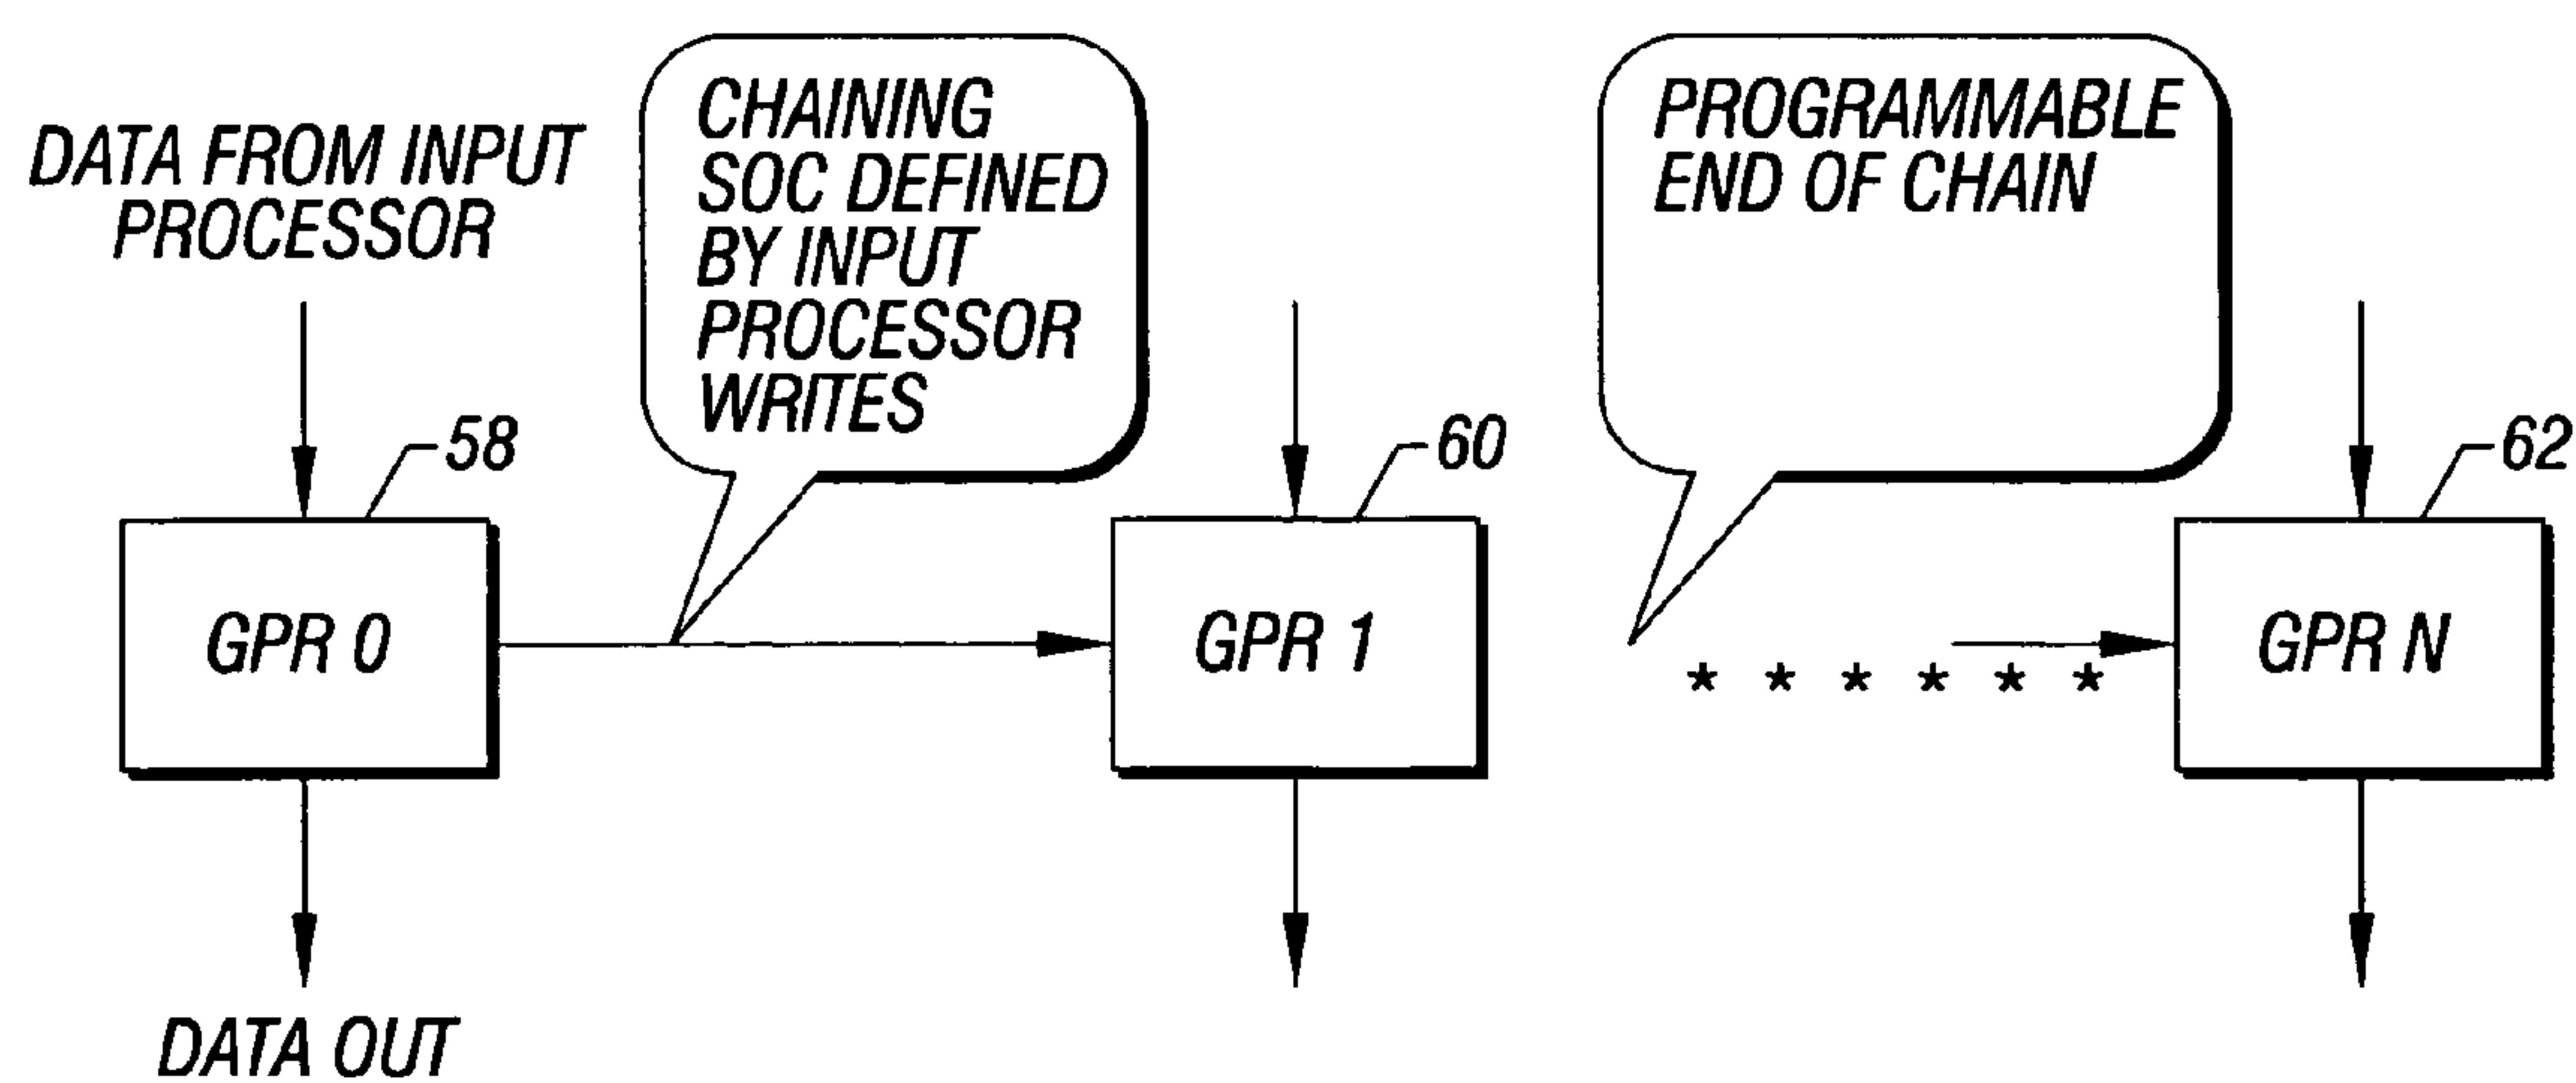 DATA FROM INPUT
PROCESSOR
CHAINING
SOC DEFINED
BY INPUT
PROCESSOR
WRITES
PROGRAMMABLE
END OF CHAIN
58
60
62
GPR 0
GPR 1
* * * * * *
GPR N
DATA OUT